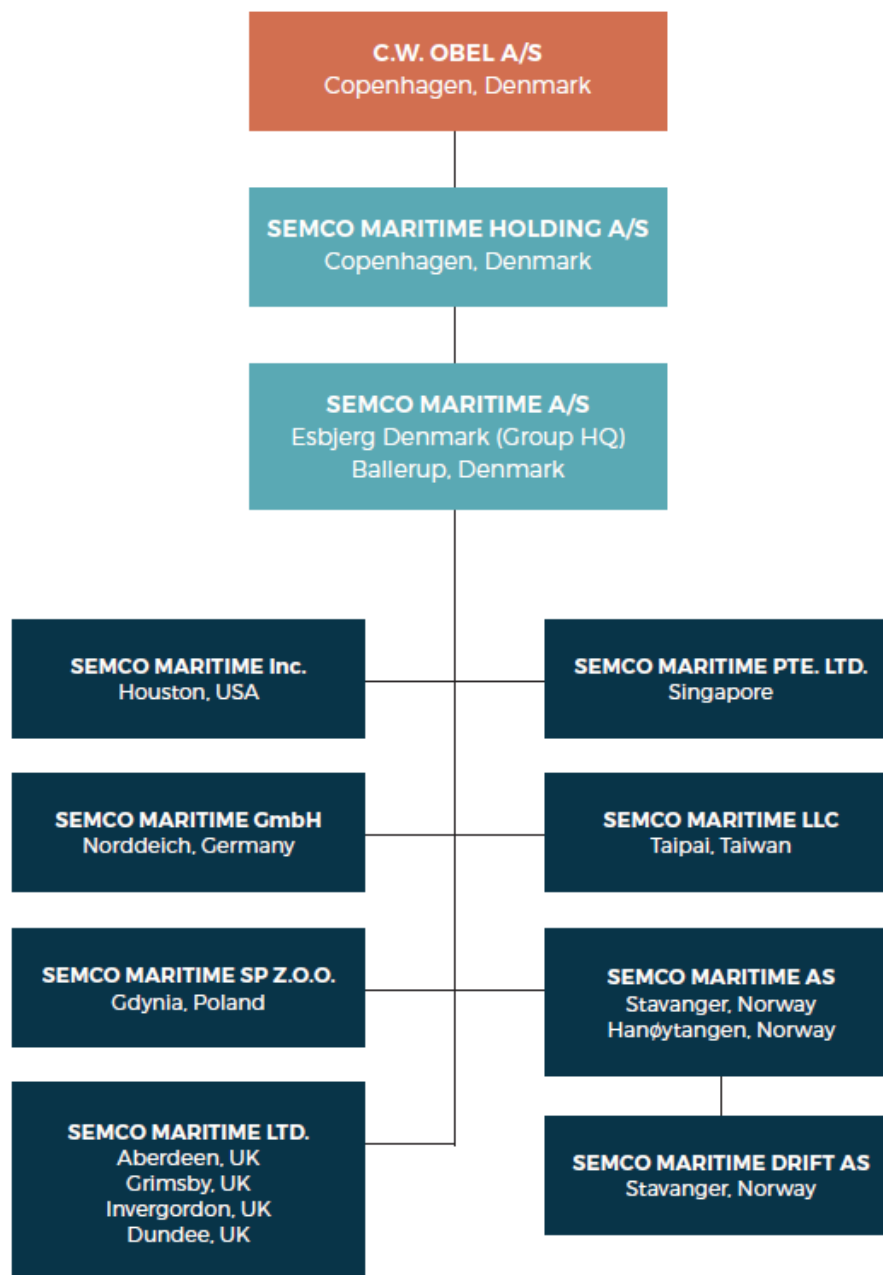 C.W. OBEL A/S
Copenhagen, Denmark
SEMCO MARITIME HOLDING A/S
Copenhagen, Denmark
SEMCO MARITIME A/S
Esbjerg Denmark (Group HQ)
Ballerup, Denmark
SEMCO MARITIME Inc.
Houston, USA
SEMCO MARITIME PTE. LTD.
Singapore
SEMCO MARITIME GmbH
Norddeich, Germany
SEMCO MARITIME LLC
Taipai, Taiwan
SEMCO MARITIME SP Z.O.O.
Gdynia, Poland
SEMCO MARITIME AS
Stavanger, Norway
Hanøytangen, Norway
SEMCO MARITIME LTD.
Aberdeen, UK
Grimsby, UK
Invergordon, UK
Dundee, UK
SEMCO MARITIME DRIFT AS
Stavanger, Norway